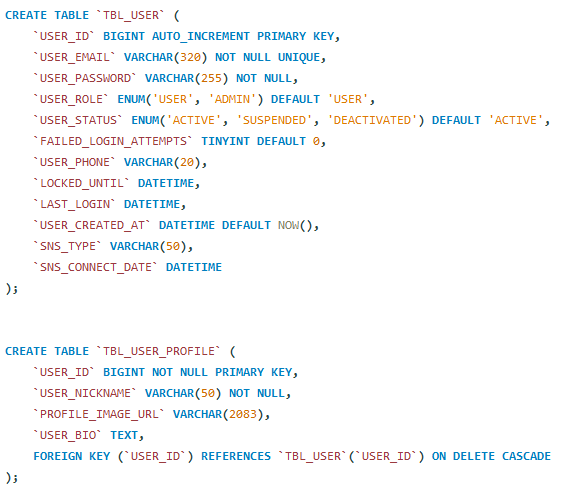 CREATE TABLE `TBL_USER` (
    `USER_ID` BIGINT AUTO_INCREMENT PRIMARY KEY,
    `USER_EMAIL` VARCHAR(320) NOT NULL UNIQUE,
    `USER_PASSWORD` VARCHAR(255) NOT NULL,
    `USER_ROLE` ENUM('USER', 'ADMIN') DEFAULT 'USER',
    `USER_STATUS` ENUM('ACTIVE', 'SUSPENDED', 'DEACTIVATED') DEFAULT 'ACTIVE',
    `FAILED_LOGIN_ATTEMPTS` TINYINT DEFAULT 0,
    `USER_PHONE` VARCHAR(20),
    `LOCKED_UNTIL` DATETIME,
    `LAST_LOGIN` DATETIME,
    `USER_CREATED_AT` DATETIME DEFAULT NOW(),
    `SNS_TYPE` VARCHAR(50),
    `SNS_CONNECT_DATE` DATETIME
);
CREATE TABLE `TBL_USER_PROFILE` (
    `USER_ID` BIGINT NOT NULL PRIMARY KEY,
    `USER_NICKNAME` VARCHAR(50) NOT NULL,
    `PROFILE_IMAGE_URL` VARCHAR(2083),
    `USER_BIO` TEXT,
    FOREIGN KEY (`USER_ID`) REFERENCES `TBL_USER`(`USER_ID`) ON DELETE CASCADE
);